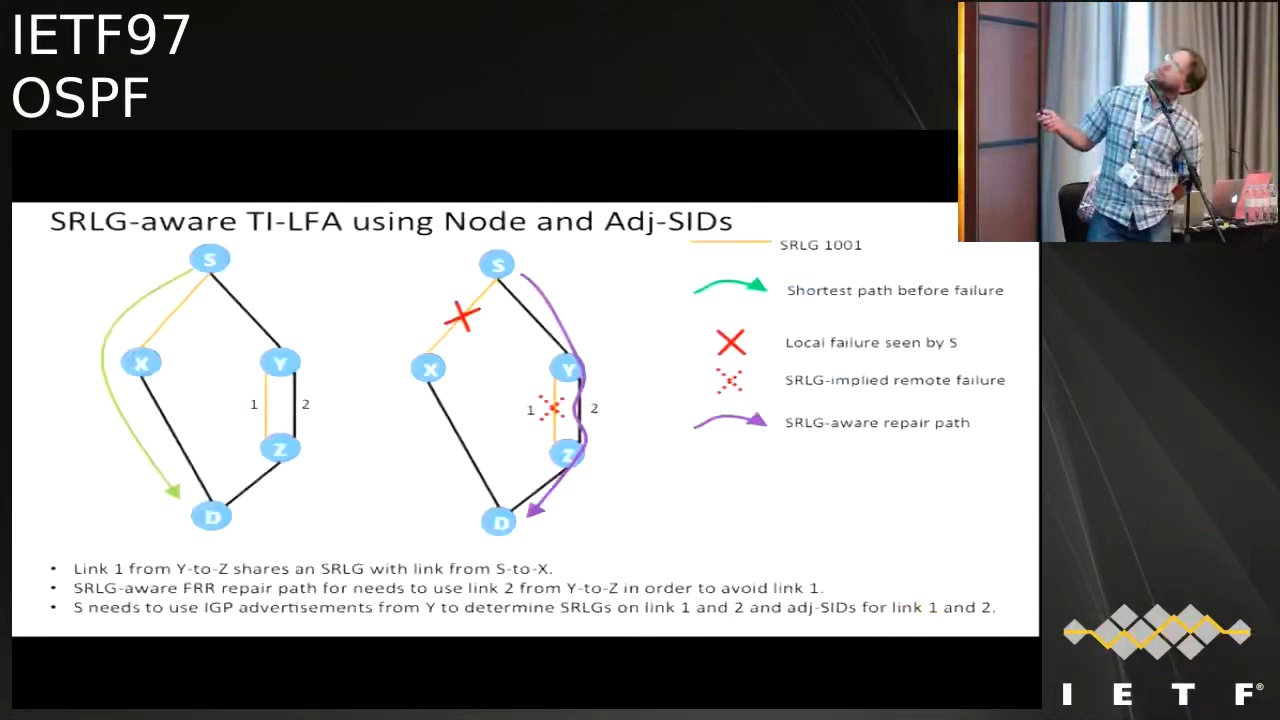 IETF97
OSPF
SRLG-aware TI-LFA using Node and Adj-SIDs
S
X
Y
1
2
Z
D
S
X
Y
1
2
Z
D
SRLG 1001
Shortest path before failure
Local failure seen by S
SRLG-implied remote failure
SRLG-aware repair path
• Link 1 from Y-to-Z shares an SRLG with link from S-to-X.
• SRLG-aware FRR repair path for needs to use link 2 from Y-to-Z in order to avoid link 1.
• S needs to use IGP advertisements from Y to determine SRLGs on link 1 and 2 and adj-SIDs for link 1 and 2.
I E T F®